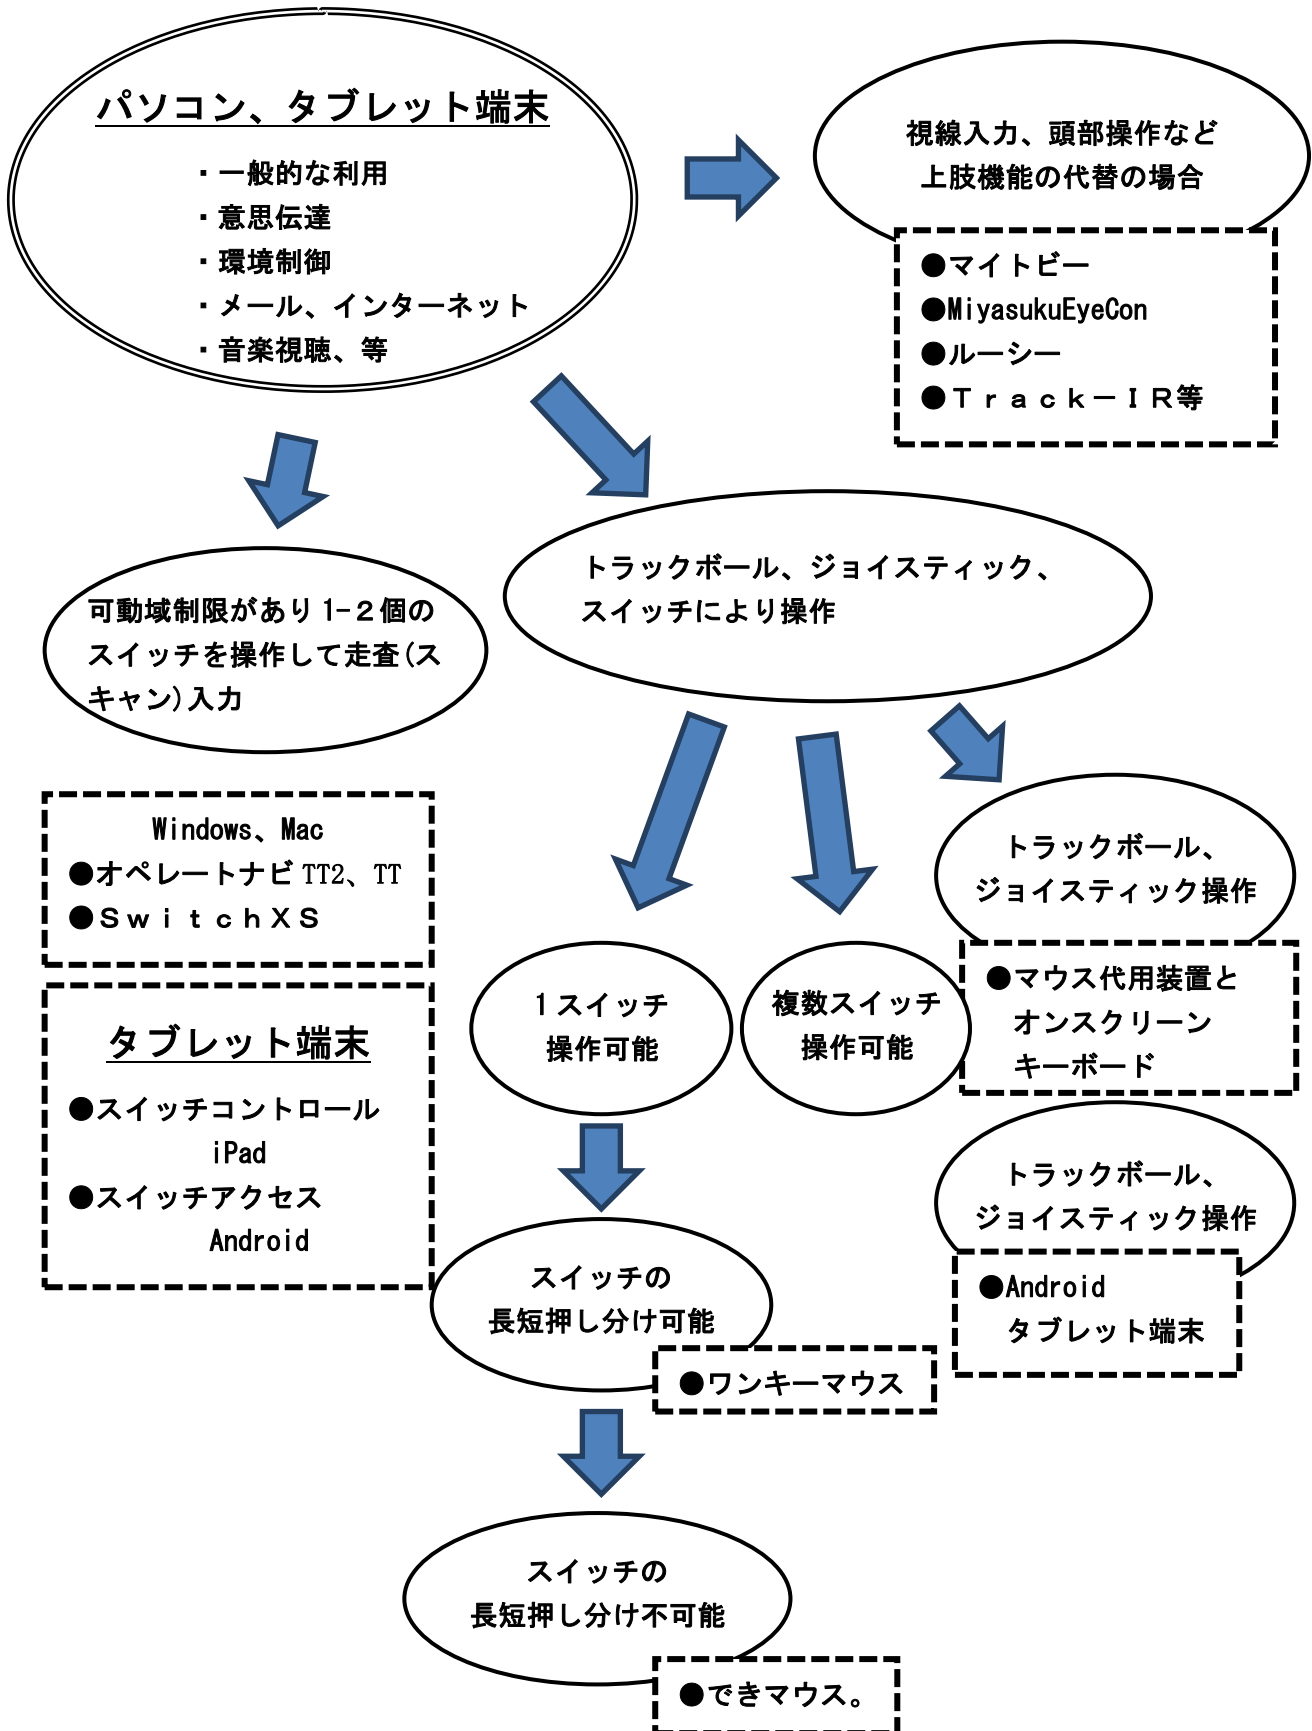 パソコン、タブレット端末
・一般的な利用
・意思伝達
・環境制御
・メール、インターネット
・音楽視聴、等
視線入力、頭部操作など
上肢機能の代替の場合
●マイトビー
●MiyasukuEyeCon
●ルーシー
●Ｔｒａｃｋ－ＩＲ等
可動域制限があり1-２個の
スイッチを操作して走査(ス
キャン)入力
トラックボール、ジョイスティック、
スイッチにより操作
Windows、Mac
●オペレートナビTT2、TT
●ＳｗｉｔｃｈＸＳ
タブレット端末
●スイッチコントロール
iPad
●スイッチアクセス
Android
1スイッチ
操作可能
複数スイッチ
操作可能
トラックボール、
ジョイスティック操作
●マウス代用装置と
オンスクリーン
キーボード
トラックボール、
ジョイスティック操作
●Android
タブレット端末
スイッチの
長短押し分け可能
●ワンキーマウス
スイッチの
長短押し分け不可能
●できマウス。